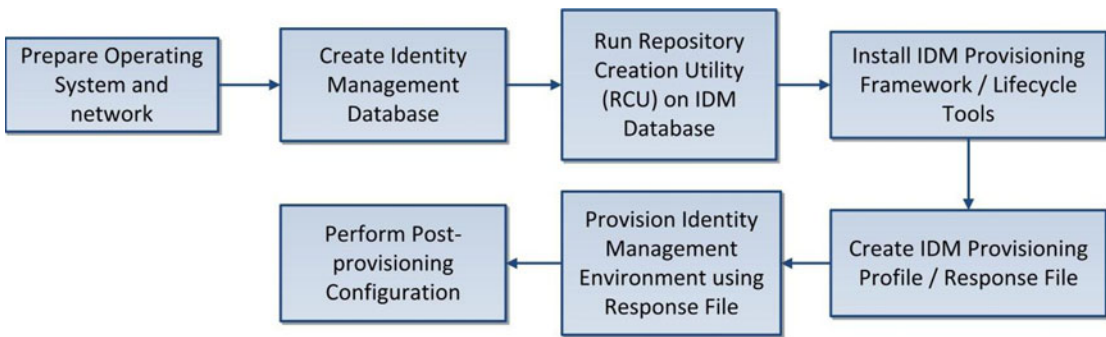 Prepare Operating
System and
network
Create Identity
Management
Database
Run Repository
Creation Utility
(RCU) on IDM
Database
Install IDM Provisioning
Framework / Lifecycle
Tools
Create IDM Provisioning
Profile / Response File
Provision Identity
Management
Environment using
Response File
Perform Post-
provisioning
Configuration